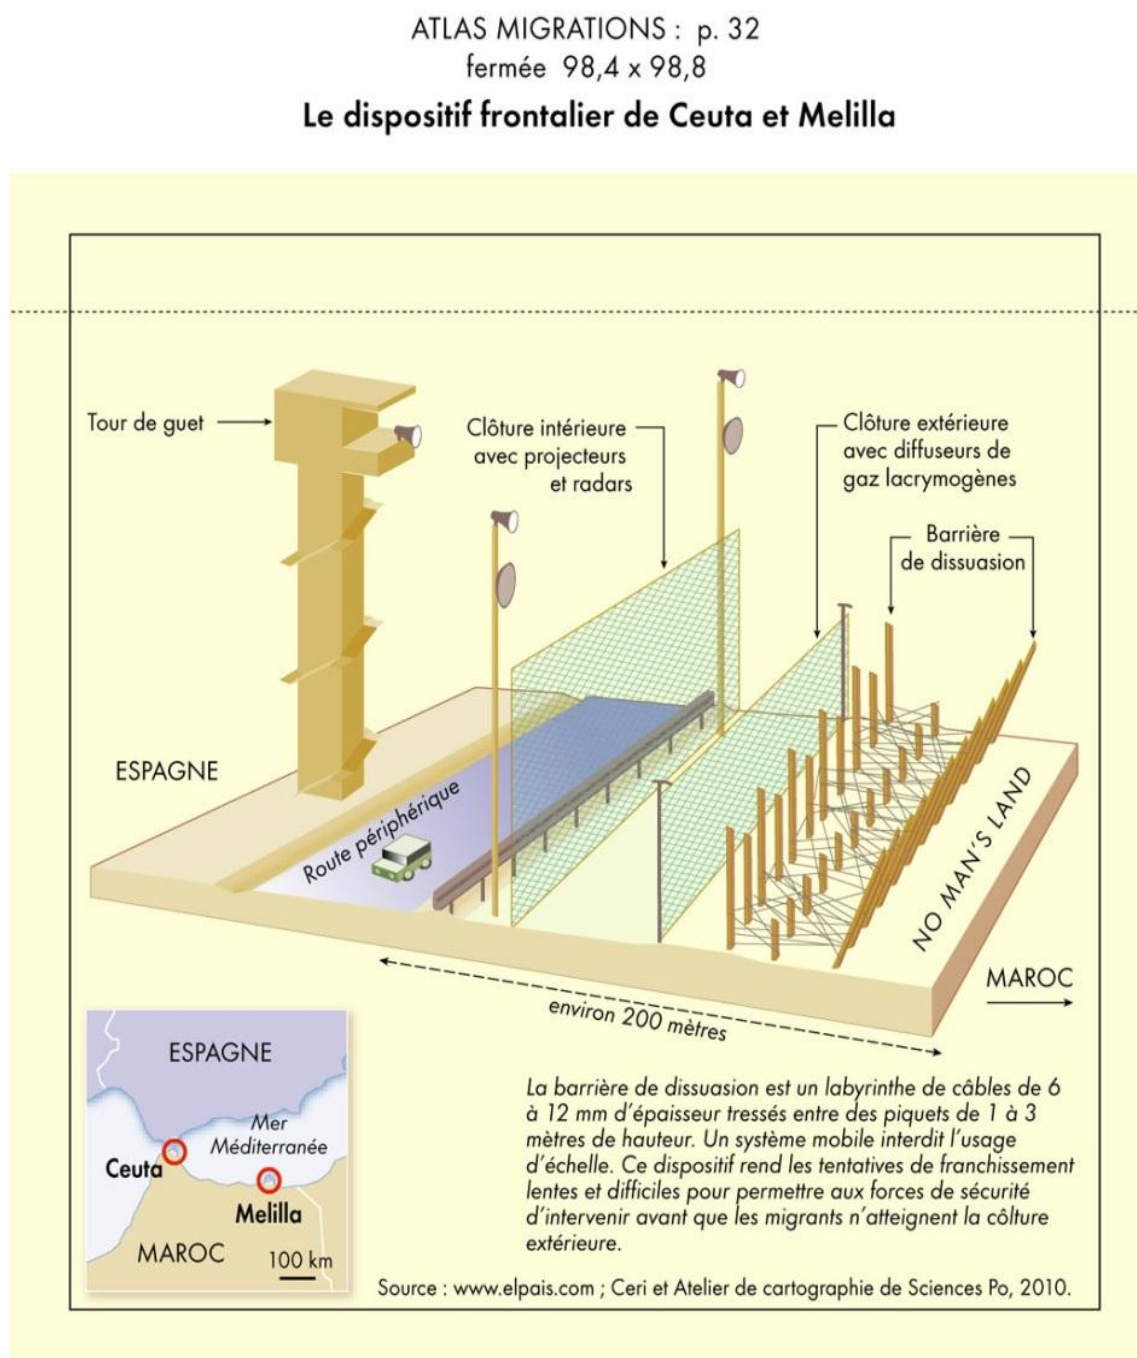 ATLAS MIGRATIONS : p. 32
fermée 98,4 x 98,8
Le dispositif frontalier de Ceuta et Melilla
Tour de guet
Clôture intérieure
avec projecteurs
et radars
Clôture extérieure
avec diffuseurs de
gaz lacrymogènes
Barrière
de dissuasion
ESPAGNE
Route périphérique
NO MAN'S LAND
MAROC
environ 200 mètres
ESPAGNE
Mer
Méditerranée
Ceuta
Melilla
MAROC
100 km
La barrière de dissuasion est un labyrinthe de câbles de 6
à 12 mm d'épaisseur tressés entre des piquets de 1 à 3
mètres de hauteur. Un système mobile interdit l'usage
d'échelle. Ce dispositif rend les tentatives de franchissement
lentes et difficiles pour permettre aux forces de sécurité
d'intervenir avant que les migrants n'atteignent la côlture
extérieure.
Source : www.elpais.com ; Ceri et Atelier de cartographie de Sciences Po, 2010.